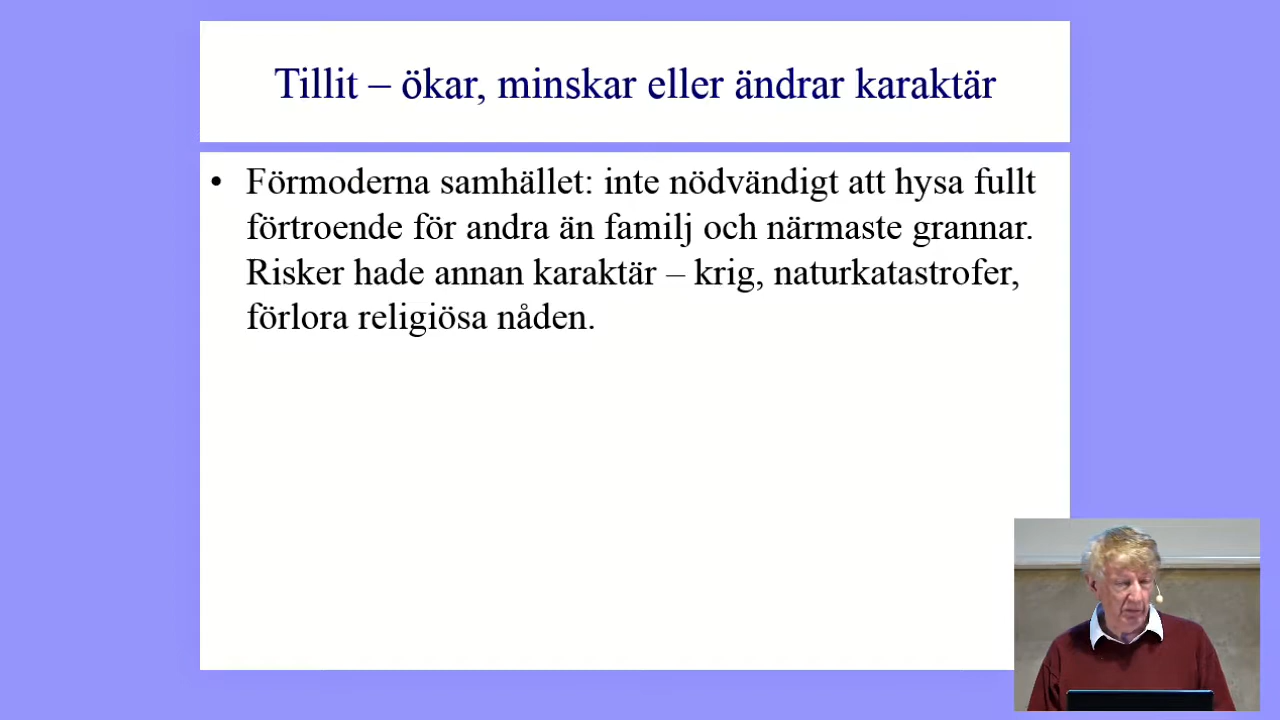 Tillit – ökar, minskar eller ändrar karaktär
• Förmoderna samhället: inte nödvändigt att hysa fullt
förtroende för andra än familj och närmaste grannar.
Risker hade annan karaktär – krig, naturkatastrofer,
förlora religiösa nåden.